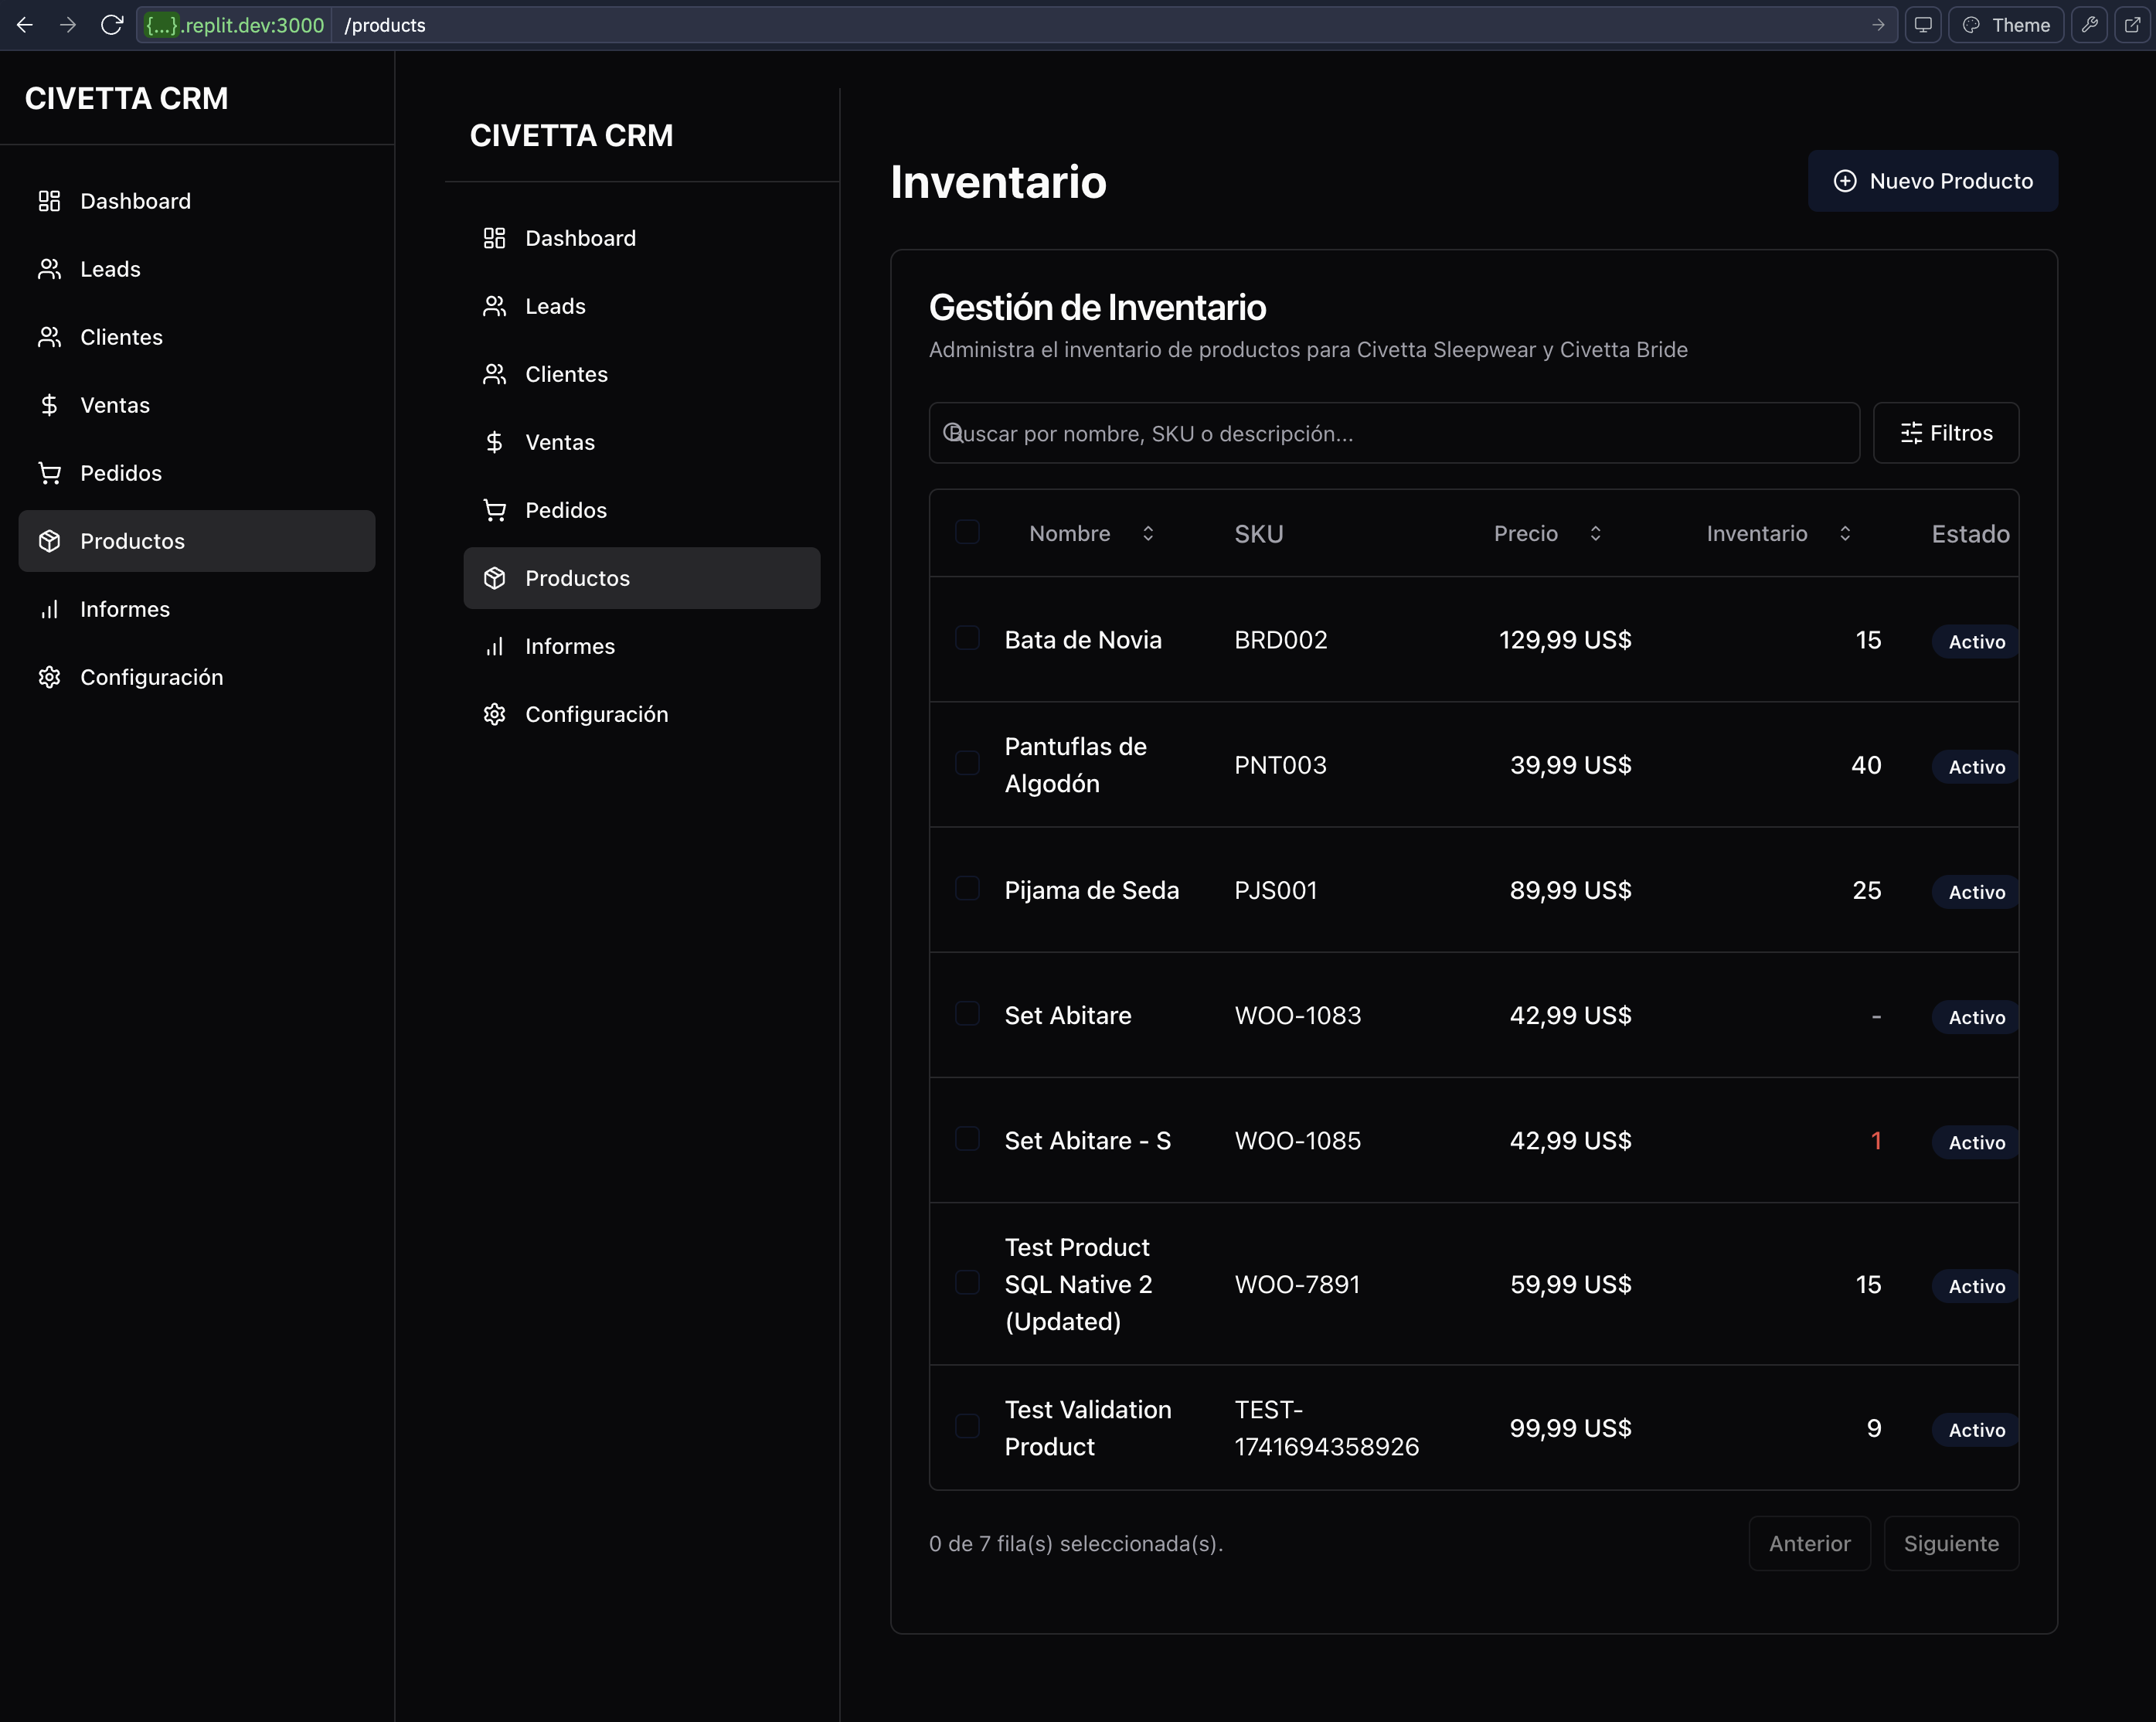 {...}.replit.dev:3000 /products
Theme
CIVETTA CRM
Dashboard
Leads
Clientes
Ventas
Pedidos
Productos
Informes
Configuración
CIVETTA CRM
Dashboard
Leads
Clientes
Ventas
Pedidos
Productos
Informes
Configuración
Inventario
Nuevo Producto
Gestión de Inventario
Administra el inventario de productos para Civetta Sleepwear y Civetta Bride
Buscar por nombre, SKU o descripción...
Filtros
Nombre SKU Precio Inventario Estado
Bata de Novia BRD002 129,99 US$ 15 Activo
Pantuflas de
Algodón
PNT003 39,99 US$ 40 Activo
Pijama de Seda PJS001 89,99 US$ 25 Activo
Set Abitare WOO-1083 42,99 US$ - Activo
Set Abitare - S WOO-1085 42,99 US$ 1 Activo
Test Product
SQL Native 2
(Updated)
WOO-7891 59,99 US$ 15 Activo
Test Validation
Product
TEST-
1741694358926
99,99 US$ 9 Activo
0 de 7 fila(s) seleccionada(s).
Anterior
Siguiente